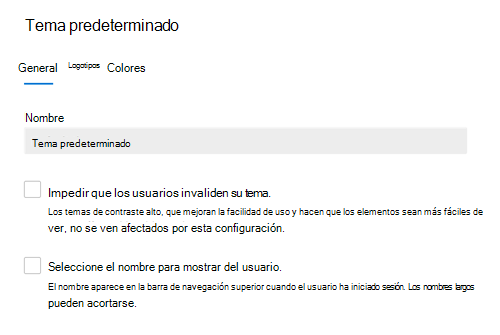 Tema predeterminado
General Logotipos Colores
Nombre
Tema predeterminado
Impedir que los usuarios invaliden su tema.
Los temas de contraste alto, que mejoran la facilidad de uso y hacen que los elementos sean más fáciles de
ver, no se ven afectados por esta configuración.
Seleccione el nombre para mostrar del usuario.
El nombre aparece en la barra de navegación superior cuando el usuario ha iniciado sesión. Los nombres largos
pueden acortarse.